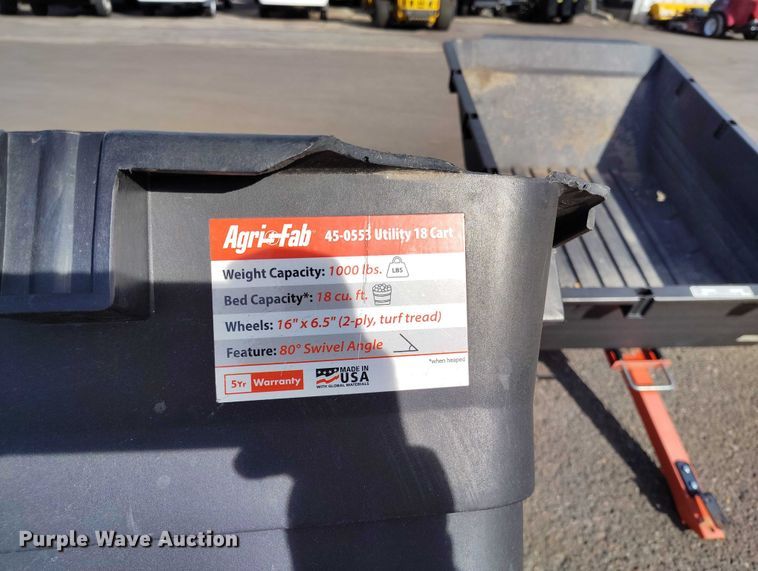 Agri-Fab 45-0553 Utility 18 Cart
Weight Capacity: 1000 lbs. LBS
Bed Capacity*: 18 cu. ft.
Wheels: 16" x 6.5" (2-ply, turf tread)
Feature: 80° Swivel Angle
*when heaped
5Yr Warranty
MADE IN
USA
WITH GLOBAL MATERIALS
Purple Wave Auction